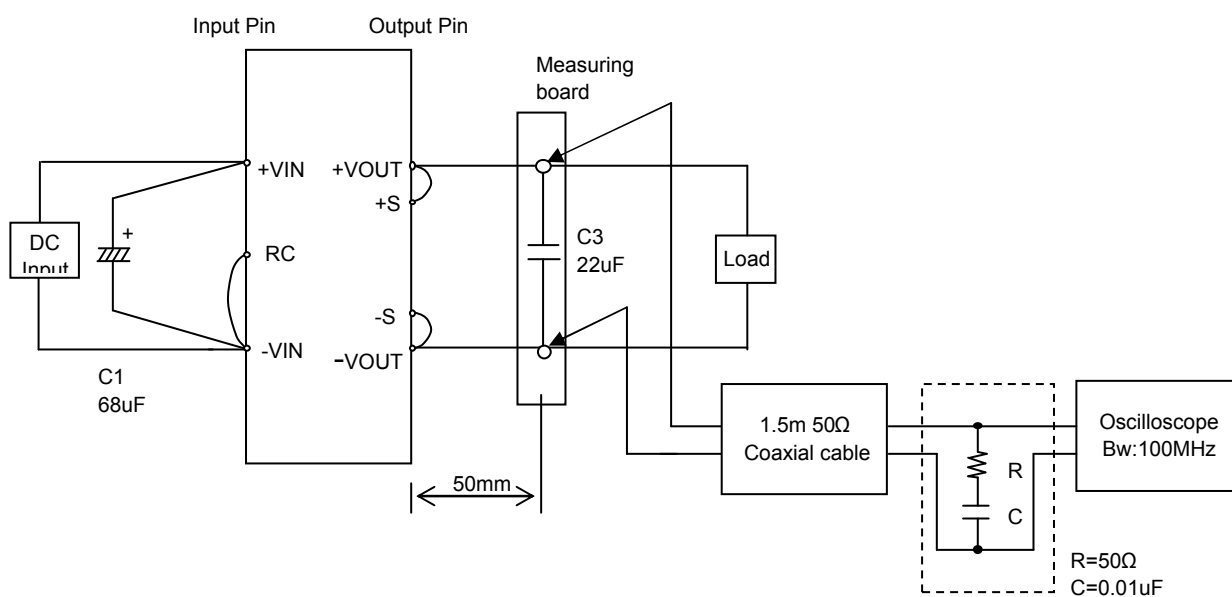 Input Pin
Output Pin
Measuring
board
+VIN
+VOUT
+S
DC
Input
+
RC
C3
22uF
Load
-S
-VIN
−VOUT
C1
68uF
1.5m 50Ω
Coaxial cable
Oscilloscope
Bw:100MHz
50mm
R
C
R=50Ω
C=0.01uF